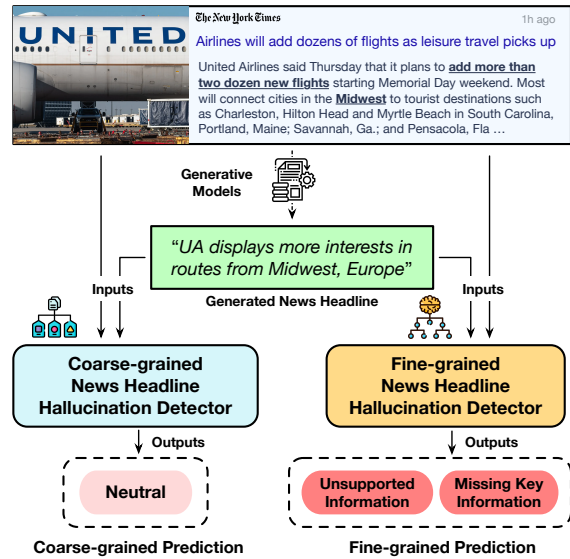 UNITED
The New York Times
1h ago
Airlines will add dozens of flights as leisure travel picks up
United Airlines said Thursday that it plans to add more than
two dozen new flights starting Memorial Day weekend. Most
will connect cities in the Midwest to tourist destinations such
as Charleston, Hilton Head and Myrtle Beach in South Carolina,
Portland, Maine; Savannah, Ga.; and Pensacola, Fla ...
Generative
Models
“UA displays more interests in
routes from Midwest, Europe”
Inputs
Generated News Headline
Inputs
Coarse-grained
News Headline
Hallucination Detector
Fine-grained
News Headline
Hallucination Detector
Outputs
Outputs
Neutral
Unsupported
Information
Missing Key
Information
Coarse-grained Prediction
Fine-grained Prediction